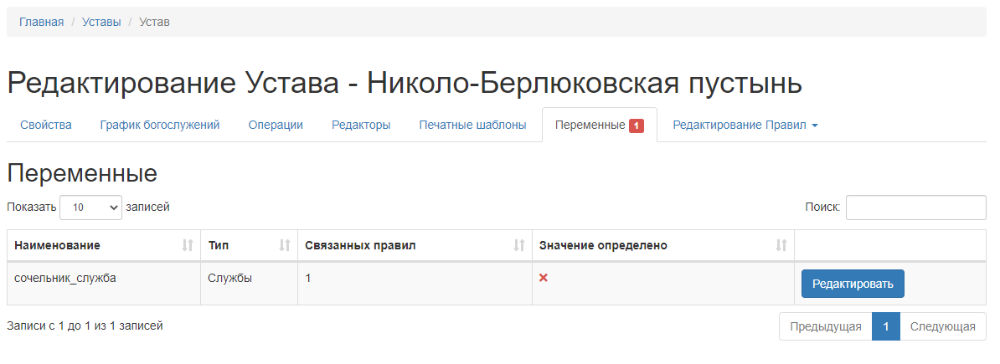 Главная / Уставы / Устав
Редактирование Устава - Николо-Берлюковская пустынь
Свойства График богослужений Операции Редакторы Печатные шаблоны Переменные 1 Редактирование Правил
Переменные
Показать 10 записей Поиск:
Наименование Тип Связанных правил Значение определено
сочельник_служба Службы 1 Редактировать
Записи с 1 до 1 из 1 записей Предыдущая 1 Следующая